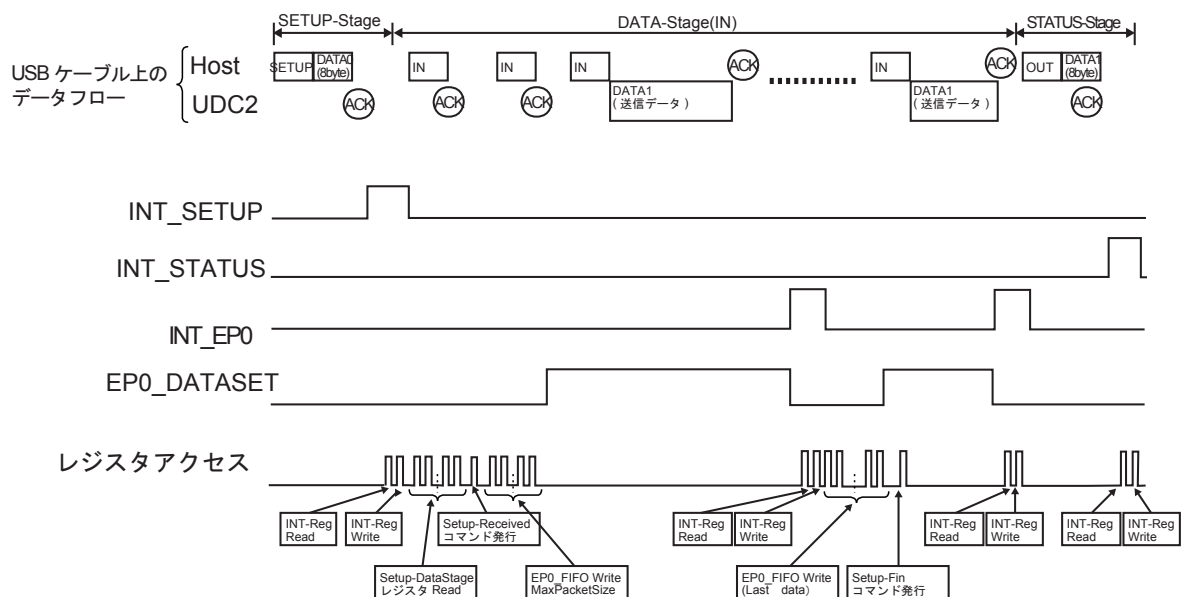 SETUP-Stage
DATA-Stage(IN)
STATUS-Stage
USB ケーブル上の
データフロー
Host
UDC2
SETUP
DATA0
(8byte)
ACK
IN
ACK
IN
ACK
IN
DATA1
( 送信データ )
ACK
IN
DATA1
( 送信データ )
ACK
OUT
DATA1
(8byte)
ACK
INT_SETUP
INT_STATUS
INT_EP0
EP0_DATASET
レジスタアクセス
INT-Reg
Read
INT-Reg
Write
Setup-Received
コマンド発行
INT-Reg
Read
INT-Reg
Write
INT-Reg
Read
INT-Reg
Write
INT-Reg
Read
INT-Reg
Write
Setup-DataStage
レジスタ Read
EP0_FIFO Write
MaxPacketSize
EP0_FIFO Write
(Last data)
Setup-Fin
コマンド発行